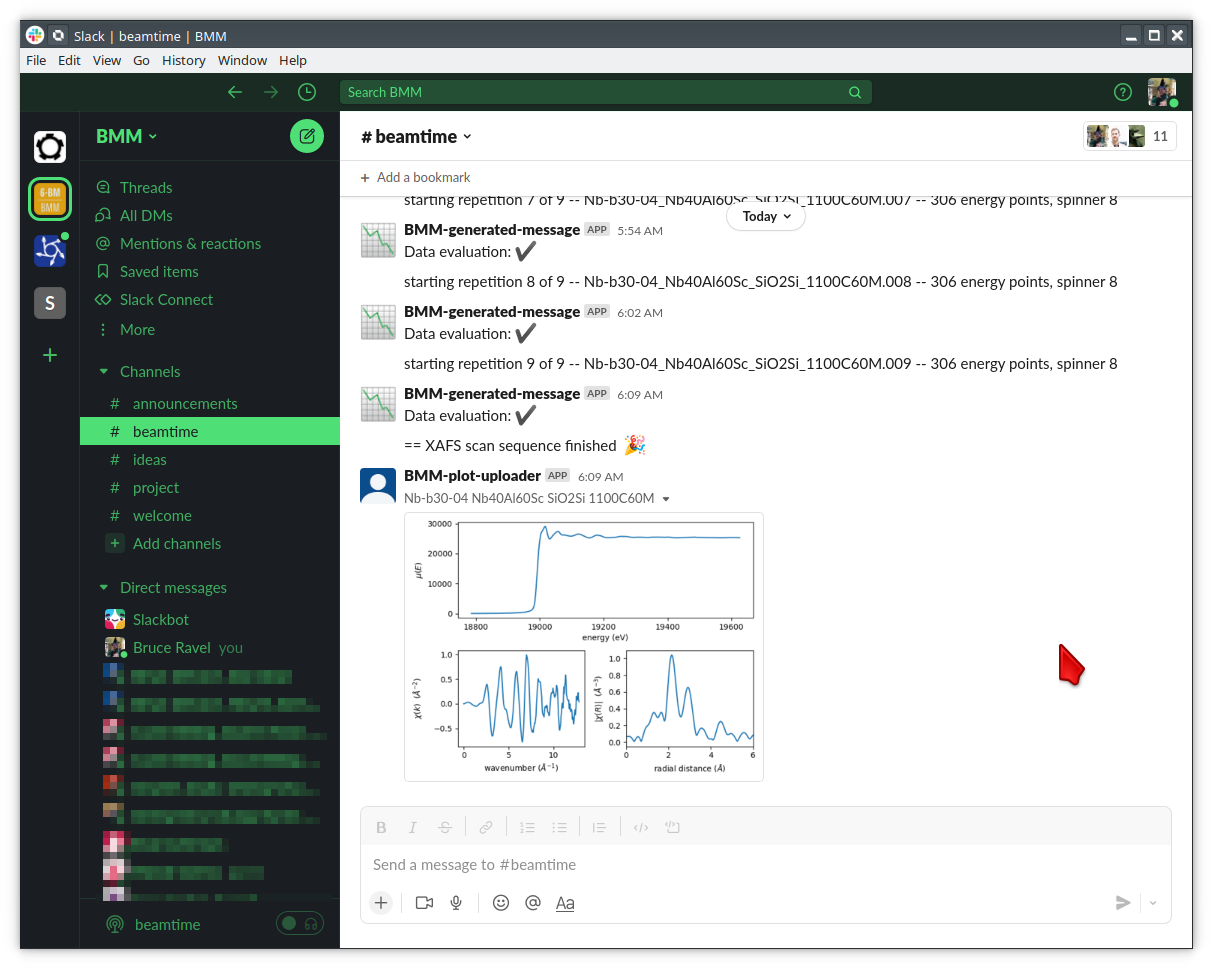 Slack | beamtime | BMM
File Edit View Go History Window Help
Search BMM
BMM
6-BM
BMM
S
Threads
All DMs
Mentions & reactions
Saved items
Slack Connect
More
Channels
# announcements
# beamtime
# ideas
# project
# welcome
+ Add channels
Direct messages
Slackbot
Bruce Ravel you
beamtime
# beamtime
11
+ Add a bookmark
starting repetition 7 of 9 -- Nb-b30-04_Nb40Al60Sc_SiO2Si_1100C60M.007 -- 306 energy points, spinner 8
Today
BMM-generated-message APP 5:54 AM
Data evaluation: ✔
starting repetition 8 of 9 -- Nb-b30-04_Nb40Al60Sc_SiO2Si_1100C60M.008 -- 306 energy points, spinner 8
BMM-generated-message APP 6:02 AM
Data evaluation: ✔
starting repetition 9 of 9 -- Nb-b30-04_Nb40Al60Sc_SiO2Si_1100C60M.009 -- 306 energy points, spinner 8
BMM-generated-message APP 6:09 AM
Data evaluation: ✔
== XAFS scan sequence finished 🎉
BMM-plot-uploader APP 6:09 AM
Nb-b30-04 Nb40Al60Sc SiO2Si 1100C60M
30000
20000
10000
0
μ(E)
18800 19000 19200 19400 19600
energy (eV)
1.0
0.5
0.0
−0.5
χ(k) (Å⁻²)
0 5 10
wavenumber (Å⁻¹)
1.0
0.8
0.6
0.4
0.2
0.0
|χ(R)| (Å⁻³)
0 2 4 6
radial distance (Å)
B I S
Send a message to #beamtime
+ @ Aa